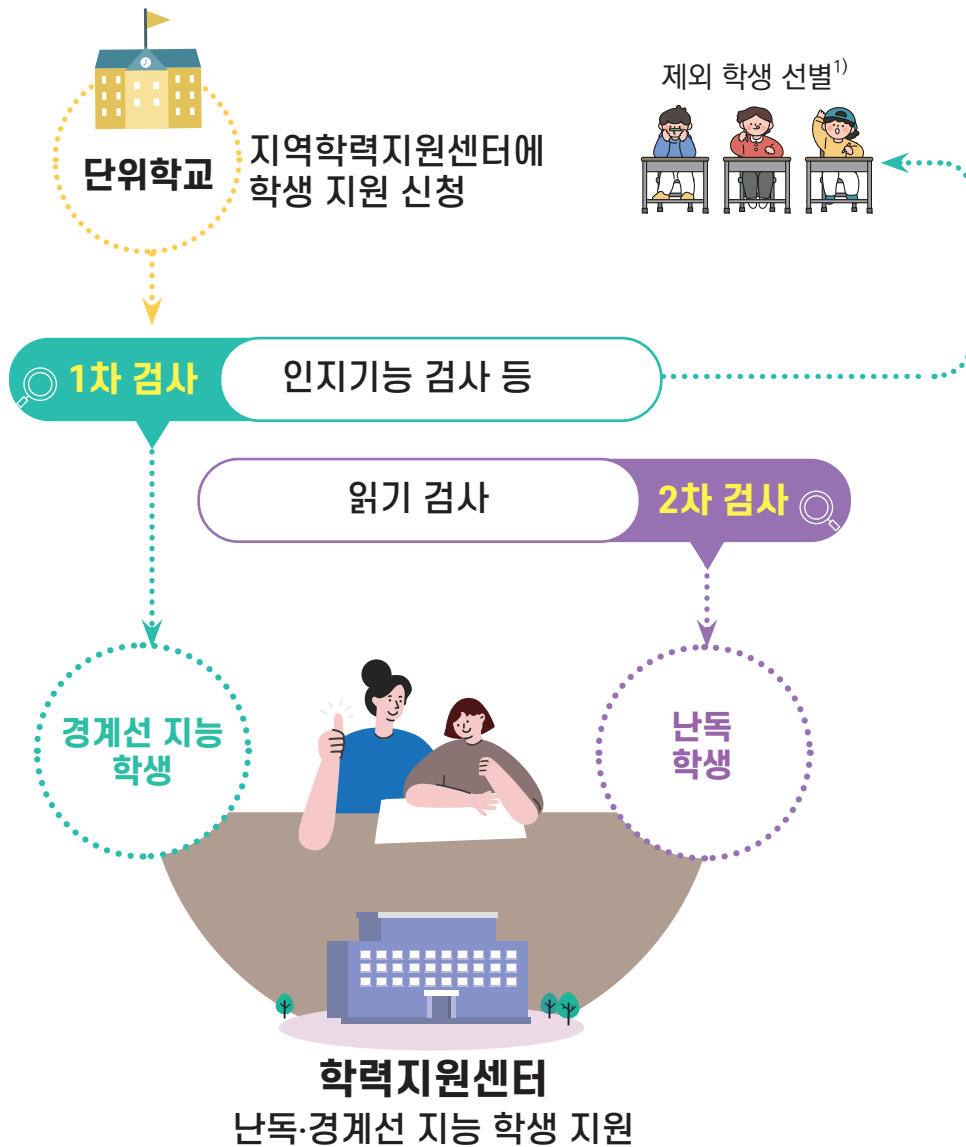 제외 학생 선별1)
단위학교
지역학력지원센터에
학생 지원 신청
1차 검사
인지기능 검사 등
읽기 검사
2차 검사
경계선 지능
학생
난독
학생
학력지원센터
난독·경계선 지능 학생 지원